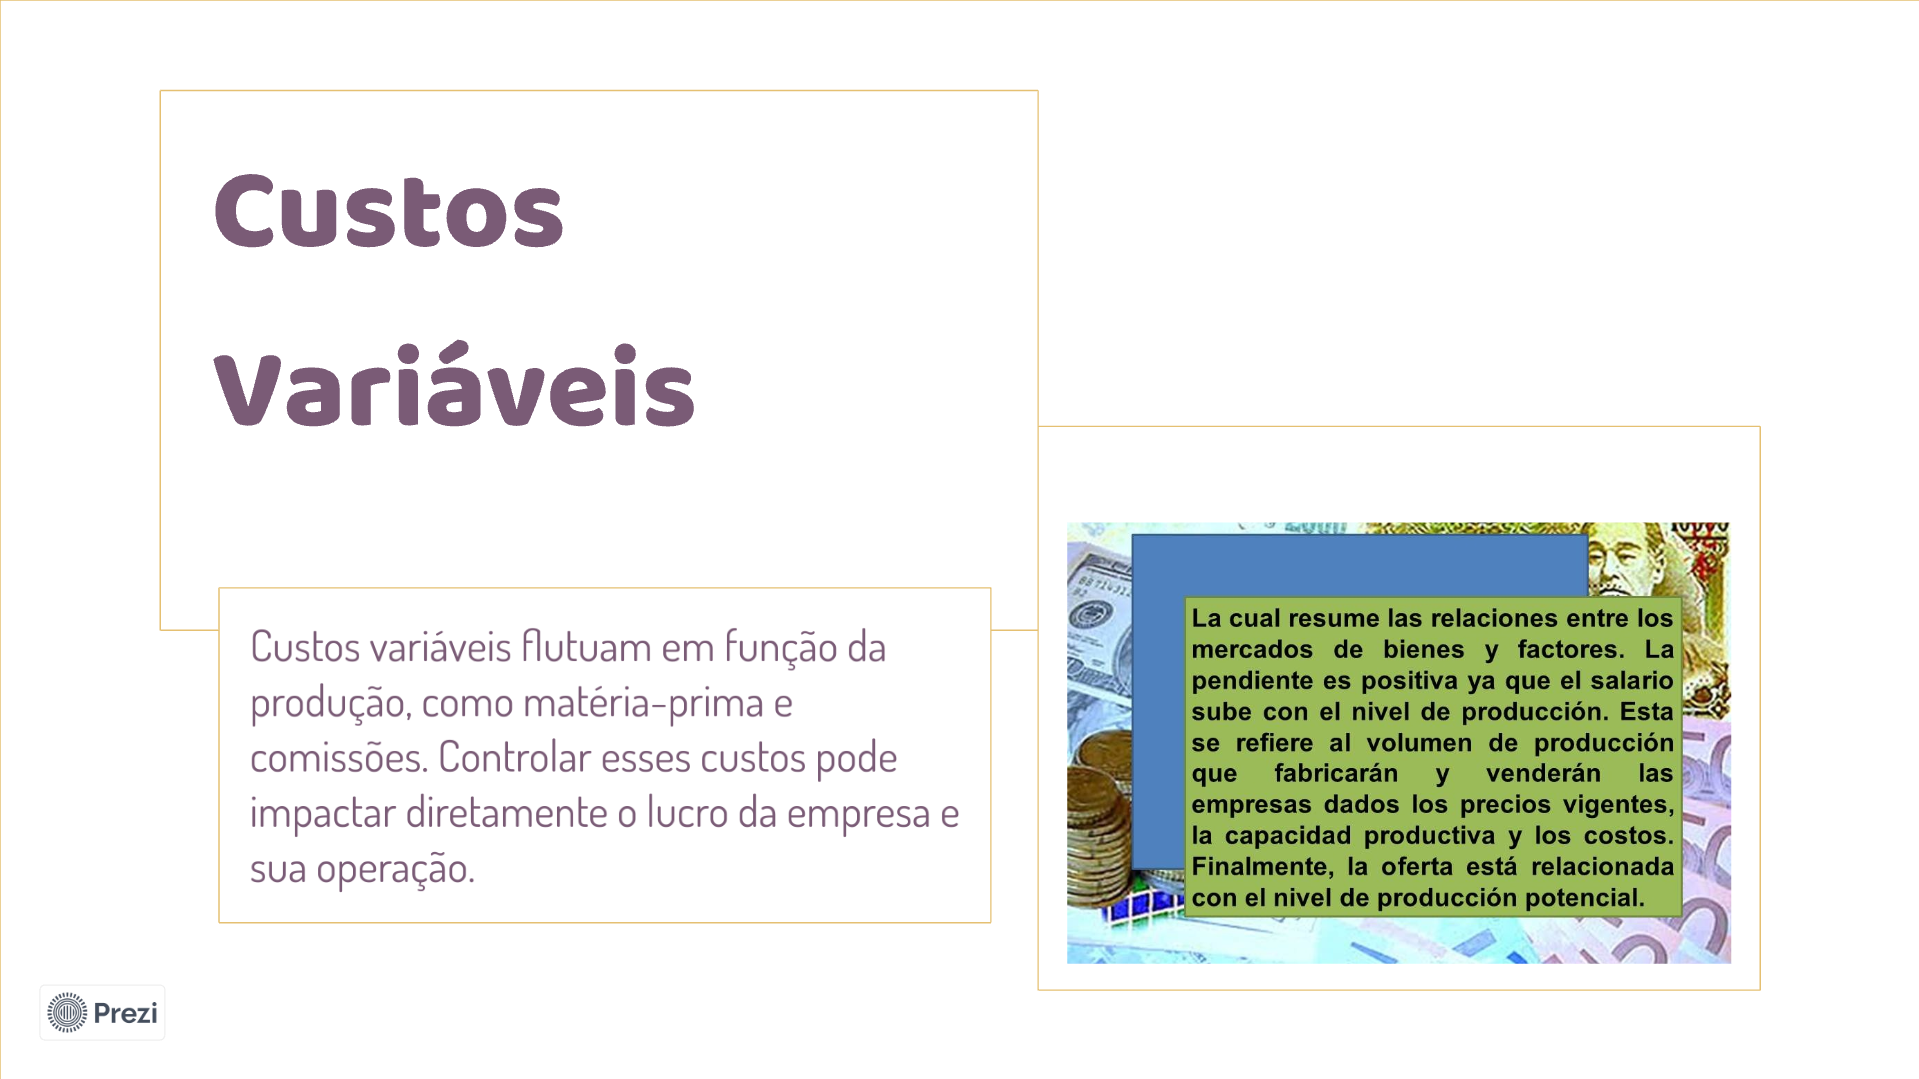 Custos
Variáveis
Custos variáveis flutuam em função da
produção, como matéria-prima e
comissões. Controlar esses custos pode
impactar diretamente o lucro da empresa e
sua operação.
La cual resume las relaciones entre los
mercados de bienes y factores. La
pendiente es positiva ya que el salario
sube con el nivel de producción. Esta
se refiere al volumen de producción
que fabricarán y venderán las
empresas dados los precios vigentes,
la capacidad productiva y los costos.
Finalmente, la oferta está relacionada
con el nivel de producción potencial.
Prezi